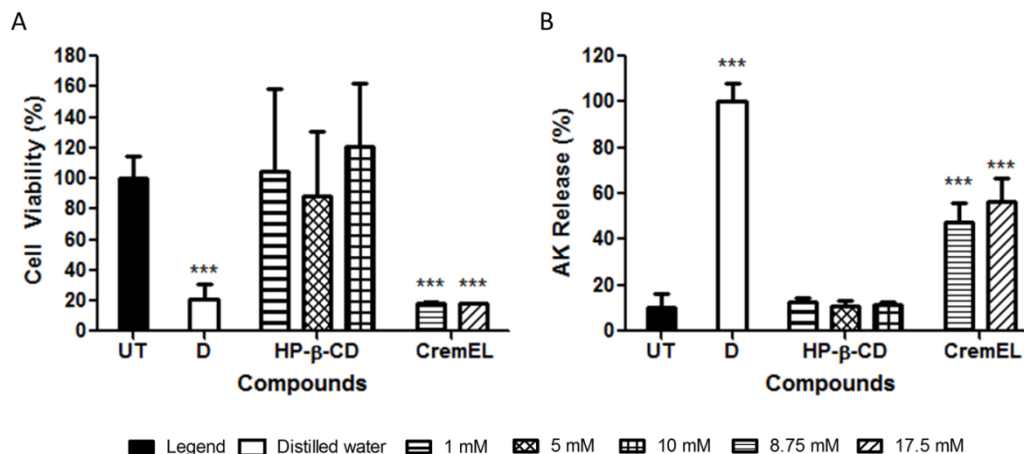 A
Cell Viability (%)
180
160
140
120
100
80
60
40
20
0
***
*** ***
UT D HP-β-CD CremEL
Compounds
B
AK Release (%)
120
100
80
60
40
20
0
***
***
***
UT D HP-β-CD CremEL
Compounds
Legend Distilled water 1 mM 5 mM 10 mM 8.75 mM 17.5 mM